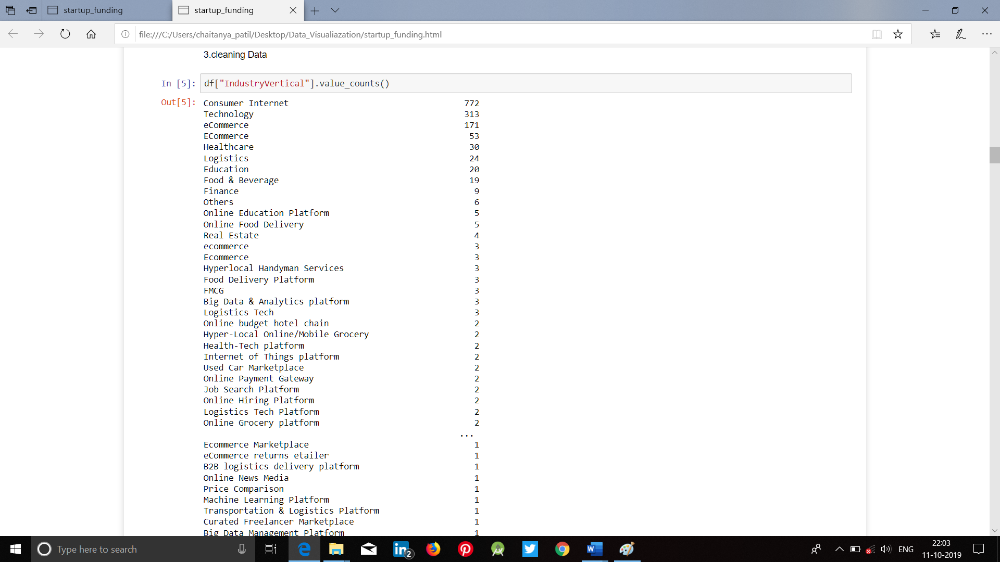 startup_funding
startup_funding
file:///C:/Users/chaitanya_patil/Desktop/Data_Visualiazation/startup_funding.html
3.cleaning Data
In [5]: df["IndustryVertical"].value_counts()
Out[5]: Consumer Internet 772
Technology 313
eCommerce 171
ECommerce 53
Healthcare 30
Logistics 24
Education 20
Food & Beverage 19
Finance 9
Others 6
Online Education Platform 5
Online Food Delivery 5
Real Estate 4
ecommerce 3
Ecommerce 3
Hyperlocal Handyman Services 3
Food Delivery Platform 3
FMCG 3
Big Data & Analytics platform 3
Logistics Tech 3
Online budget hotel chain 2
Hyper-Local Online/Mobile Grocery 2
Health-Tech platform 2
Internet of Things platform 2
Used Car Marketplace 2
Online Payment Gateway 2
Job Search Platform 2
Online Hiring Platform 2
Logistics Tech Platform 2
Online Grocery platform 2
...
Ecommerce Marketplace 1
eCommerce returns etailer 1
B2B logistics delivery platform 1
Online News Media 1
Price Comparison 1
Machine Learning Platform 1
Transportation & Logistics Platform 1
Curated Freelancer Marketplace 1
Big Data Management Platform 1
Type here to search
2
ENG
22:03
11-10-2019